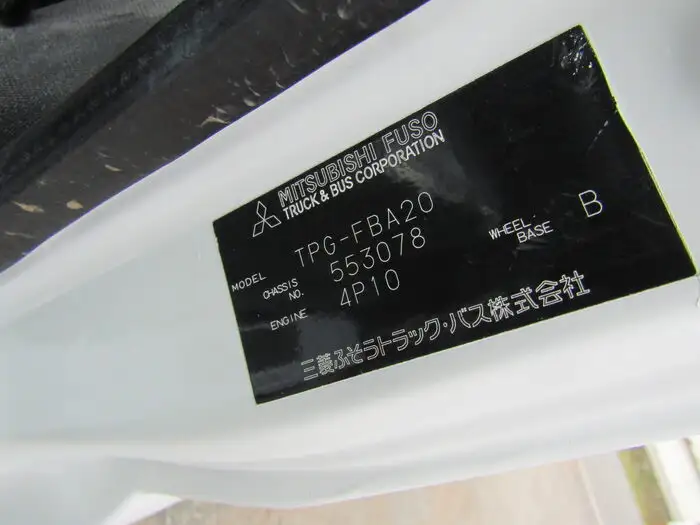 MITSUBISHI FUSO
TRUCK & BUS CORPORATION
MODEL TPG-FBA20
CHASSIS NO. 553078
WHEEL BASE B
ENGINE 4P10
三菱ふそうトラック・バス株式会社